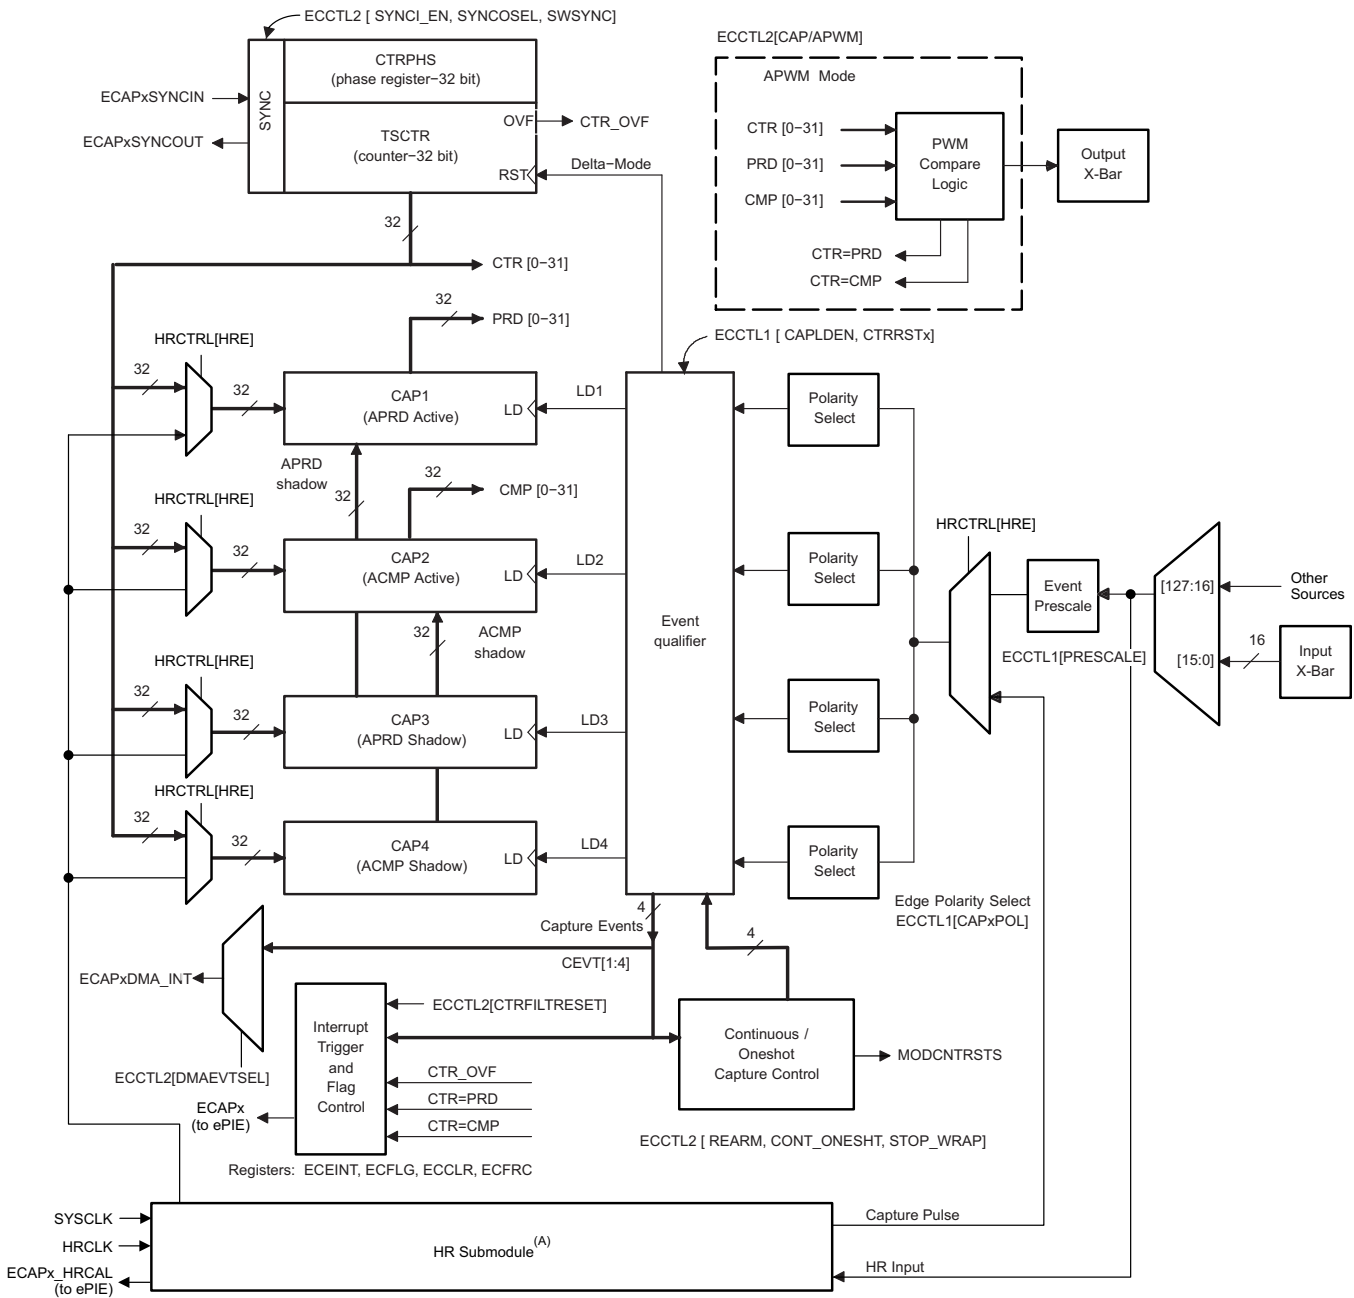 ECCTL2 [ SYNCI_EN, SYNCOSEL, SWSYNC]
CTRPHS
(phase register−32 bit)
SYNC
ECAPxSYNCIN
ECAPxSYNCOUT
TSCTR
(counter−32 bit)
OVF
CTR_OVF
RST
Delta−Mode
32
CTR [0−31]
ECCTL2[CAP/APWM]
APWM Mode
CTR [0−31]
PRD [0−31]
CMP [0−31]
PWM
Compare
Logic
Output
X-Bar
CTR=PRD
CTR=CMP
32
PRD [0−31]
ECCTL1 [ CAPLDEN, CTRRSTx]
HRCTRL[HRE]
32
32
CAP1
(APRD Active)
LD
LD1
Polarity
Select
APRD
shadow
32
32
CMP [0−31]
HRCTRL[HRE]
32
32
CAP2
(ACMP Active)
LD
LD2
Polarity
Select
32
ACMP
shadow
Event
qualifier
HRCTRL[HRE]
Event
Prescale
ECCTL1[PRESCALE]
[127:16]
[15:0]
Other
Sources
16
Input
X-Bar
HRCTRL[HRE]
32
32
CAP3
(APRD Shadow)
LD
LD3
Polarity
Select
HRCTRL[HRE]
32
32
CAP4
(ACMP Shadow)
LD
LD4
Polarity
Select
Edge Polarity Select
ECCTL1[CAPxPOL]
4
Capture Events
CEVT[1:4]
4
ECAPxDMA_INT
ECCTL2[DMAEVTSEL]
Interrupt
Trigger
and
Flag
Control
ECCTL2[CTRFILTRESET]
CTR_OVF
CTR=PRD
CTR=CMP
ECAPx
(to ePIE)
Continuous /
Oneshot
Capture Control
MODCNTRSTS
ECCTL2 [ REARM, CONT_ONESHT, STOP_WRAP]
Registers: ECEINT, ECFLG, ECCLR, ECFRC
SYSCLK
HRCLK
ECAPx_HRCAL
(to ePIE)
HR Submodule(A)
Capture Pulse
HR Input